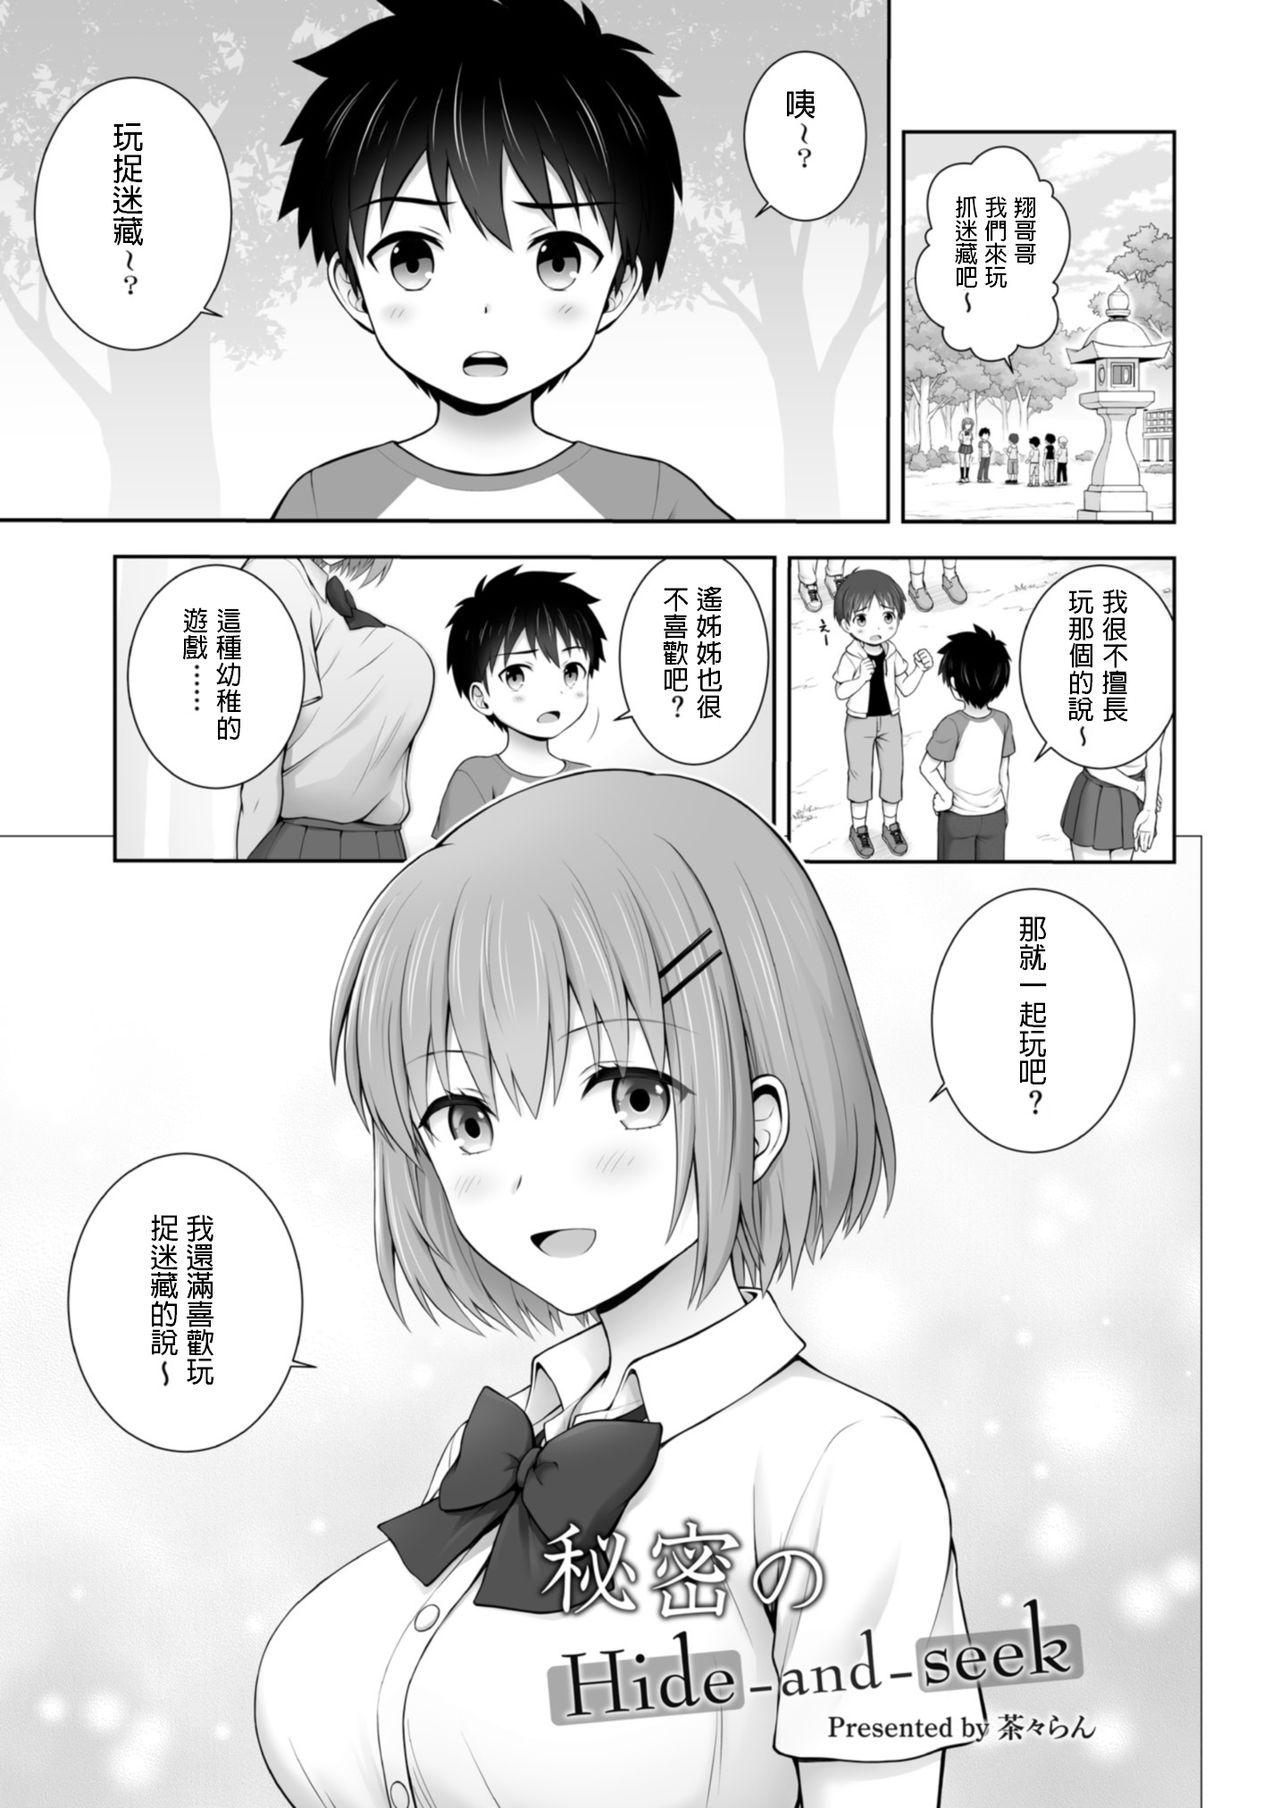 翔哥哥
我們來玩
抓迷藏吧～
咦～？
玩捉迷藏～？
我很不擅長
玩那個的說～
えー
遙姊姊也很
不喜歡吧？
這種幼稚的
遊戲……
那就一起玩吧？
我還滿喜歡玩
捉迷藏的說～
秘密の
Hide-and-seek
Presented by 茶々らん